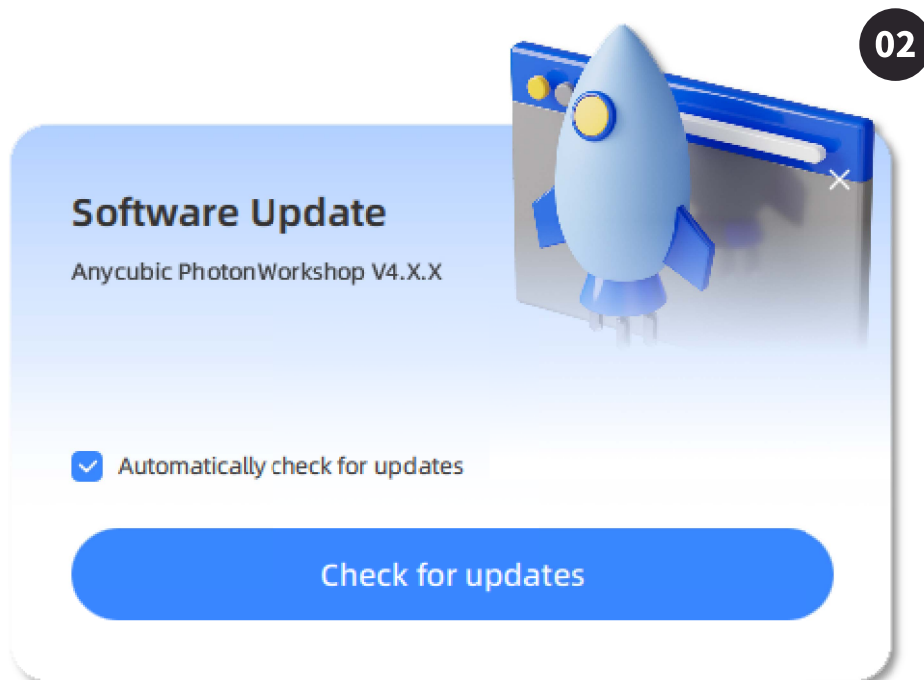 02
Software Update
Anycubic PhotonWorkshop V4.X.X
Automatically check for updates
Check for updates